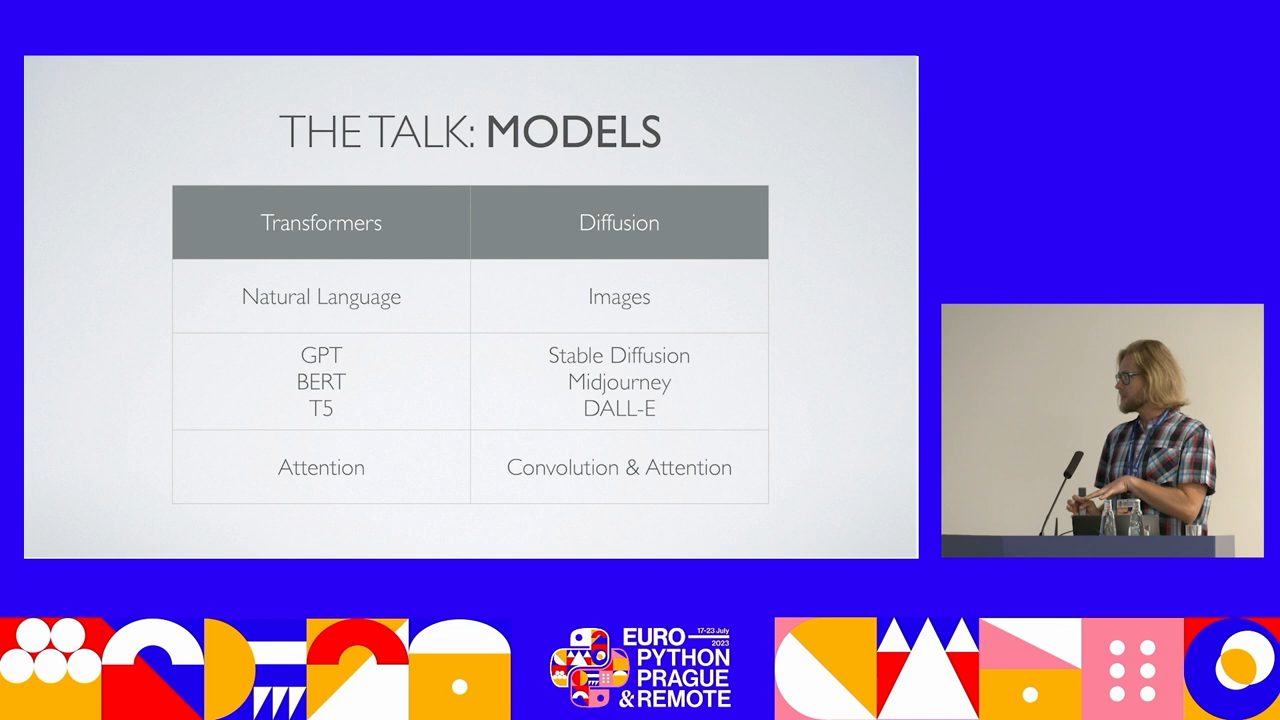 THE TALK: MODELS
Transformers
Diffusion
Natural Language
Images
GPT
BERT
T5
Stable Diffusion
Midjourney
DALL-E
Attention
Convolution & Attention
EURO
17-23 July
2023
PYTHON
PRAGUE
& REMOTE